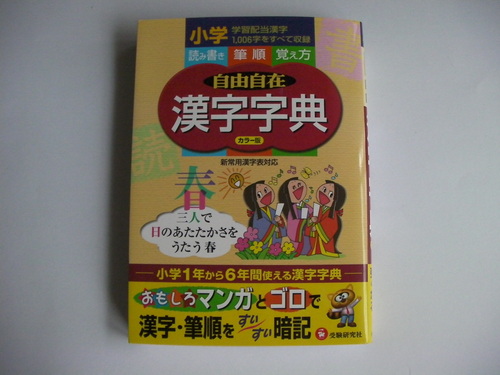 小学
学習配当漢字
1,006字をすべて収録
読み書き 筆順 覚え方
自由自在
漢字字典
カラー版
新常用漢字表対応
読
書
春
三人で
日のあたたかさを
うたう春
小学1年から6年間使える漢字字典
おもしろマンガとゴロで
漢字・筆順をすいすい暗記
受験研究社